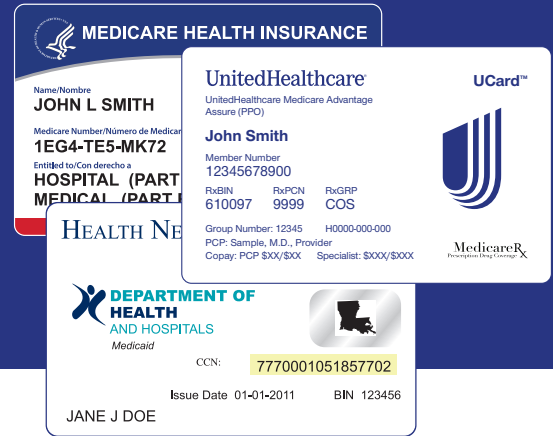 MEDICARE HEALTH INSURANCE
Name/Nombre
JOHN L SMITH
Medicare Number/Número de Medicar
1EG4-TE5-MK72
Entitled to/Con derecho a
HOSPITAL (PART
MEDICAL (PART
UnitedHealthcare
UCard™
UnitedHealthcare Medicare Advantage
Assure (PPO)
John Smith
Member Number
12345678900
RxBIN RxPCN RxGRP
610097 9999 COS
Group Number: 12345 H0000-000-000
PCP: Sample, M.D., Provider
Copay: PCP $XX/$XX Specialist: $XXX/$XXX
MedicareRx
Prescription Drug Coverage
HEALTH NE
DEPARTMENT OF
HEALTH
AND HOSPITALS
Medicaid
CCN: 7770001051857702
Issue Date 01-01-2011 BIN 123456
JANE J DOE